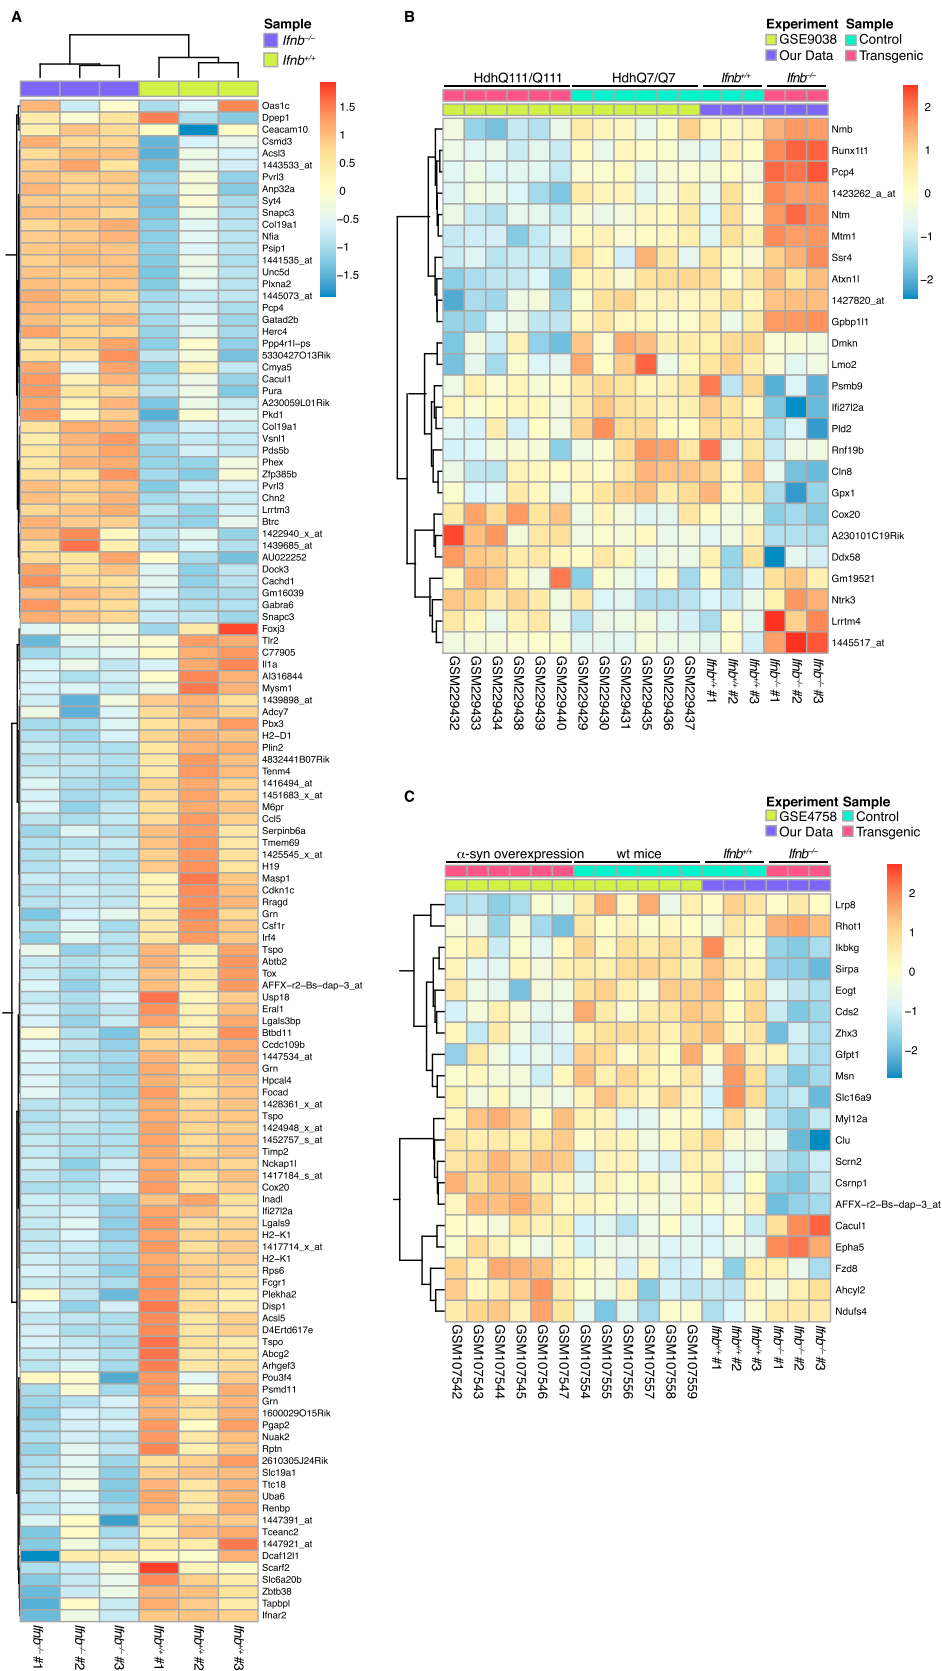 A
Sample
Ifnb−/−
Ifnb+/+
1.5
1
0.5
0
−0.5
−1
−1.5
Oas1c
Dpep1
Ceacam10
Csmd3
Acsl3
1443533_at
Pvrl3
Anp32a
Syt4
Snapc3
Col19a1
Nfia
Psip1
1441535_at
Unc5d
Plxna2
1445073_at
Pcp4
Gatad2b
Herc4
Ppp4r1l−ps
5330427O13Rik
Cmya5
Cacul1
Pura
A230059L01Rik
Pkd1
Col19a1
Vsnl1
Pds5b
Phex
Zfp385b
Pvrl3
Chn2
Lrrtm3
Btrc
1422940_x_at
1439685_at
AU022252
Dock3
Cachd1
Gm16039
Gabra6
Snapc3
Foxj3
Tlr2
C77905
Il1a
AI316844
Mysm1
1439898_at
Adcy7
Pbx3
H2−D1
Plin2
4832441B07Rik
Tenm4
1416494_at
1451683_x_at
M6pr
Ccl5
Serpinb6a
Tmem69
1425545_x_at
H19
Masp1
Cdkn1c
Rragd
Grn
Csf1r
Irf4
Tspo
Abtb2
Tox
AFFX−r2−Bs−dap−3_at
Usp18
Eral1
Lgals3bp
Btbd11
Ccdc109b
1447534_at
Grn
Hpcal4
Focad
1428361_x_at
Tspo
1424948_x_at
1452757_s_at
Timp2
Nckap1l
1417184_s_at
Cox20
Inadl
Ifi27l2a
Lgals9
H2−K1
1417714_x_at
H2−K1
Rps6
Fcgr1
Plekha2
Disp1
Acsl5
D4Ertd617e
Tspo
Abcg2
Arhgef3
Pou3f4
Psmd11
Grn
1600029O15Rik
Pgap2
Nuak2
Rptn
2610305J24Rik
Slc19a1
Ttc18
Uba6
Renbp
1447391_at
Tceanc2
1447921_at
Dcaf12l1
Scarf2
Slc6a20b
Zbtb38
Tapbpl
Ifnar2
Ifnb-/- #1
Ifnb-/- #2
Ifnb-/- #3
Ifnb+/+ #1
Ifnb+/+ #2
Ifnb+/+ #3
B
Experiment Sample
GSE9038 Control
Our Data Transgenic
HdhQ111/Q111 HdhQ7/Q7 Ifnb+/+ Ifnb−/−
2
1
0
−1
−2
Nmb
Runx1t1
Pcp4
1423262_a_at
Ntm
Mtm1
Ssr4
Atxn1l
1427820_at
Gpbp1l1
Dmkn
Lmo2
Psmb9
Ifi27l2a
Pld2
Rnf19b
Cln8
Gpx1
Cox20
A230101C19Rik
Ddx58
Gm19521
Ntrk3
Lrrtm4
1445517_at
GSM229432
GSM229433
GSM229434
GSM229438
GSM229439
GSM229440
GSM229429
GSM229430
GSM229431
GSM229435
GSM229436
GSM229437
Ifnb+/+ #1
Ifnb+/+ #2
Ifnb+/+ #3
Ifnb-/- #1
Ifnb-/- #2
Ifnb-/- #3
C
Experiment Sample
GSE4758 Control
Our Data Transgenic
α-syn overexpression wt mice Ifnb+/+ Ifnb−/−
2
1
0
−1
−2
Lrp8
Rhot1
Ikbkg
Sirpa
Eogt
Cds2
Zhx3
Gfpt1
Msn
Slc16a9
Myl12a
Clu
Scrn2
Csrnp1
AFFX−r2−Bs−dap−3_at
Cacul1
Epha5
Fzd8
Ahcyl2
Ndufs4
GSM107542
GSM107543
GSM107544
GSM107545
GSM107546
GSM107547
GSM107554
GSM107555
GSM107556
GSM107557
GSM107558
GSM107559
Ifnb+/+ #1
Ifnb+/+ #2
Ifnb+/+ #3
Ifnb-/- #1
Ifnb-/- #2
Ifnb-/- #3